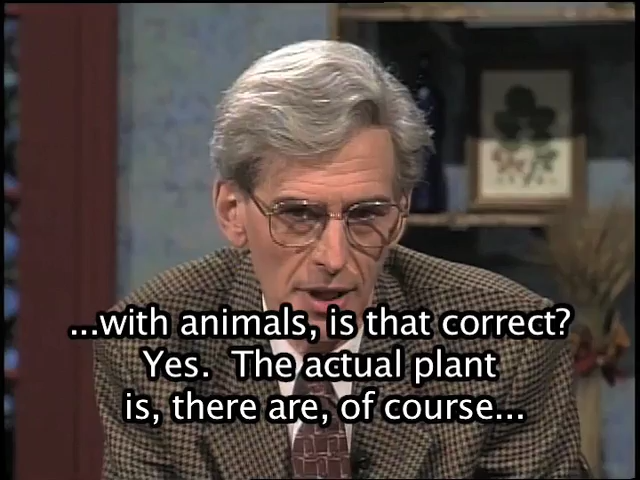 ...with animals, is that correct?
Yes.  The actual plant
is, there are, of course...